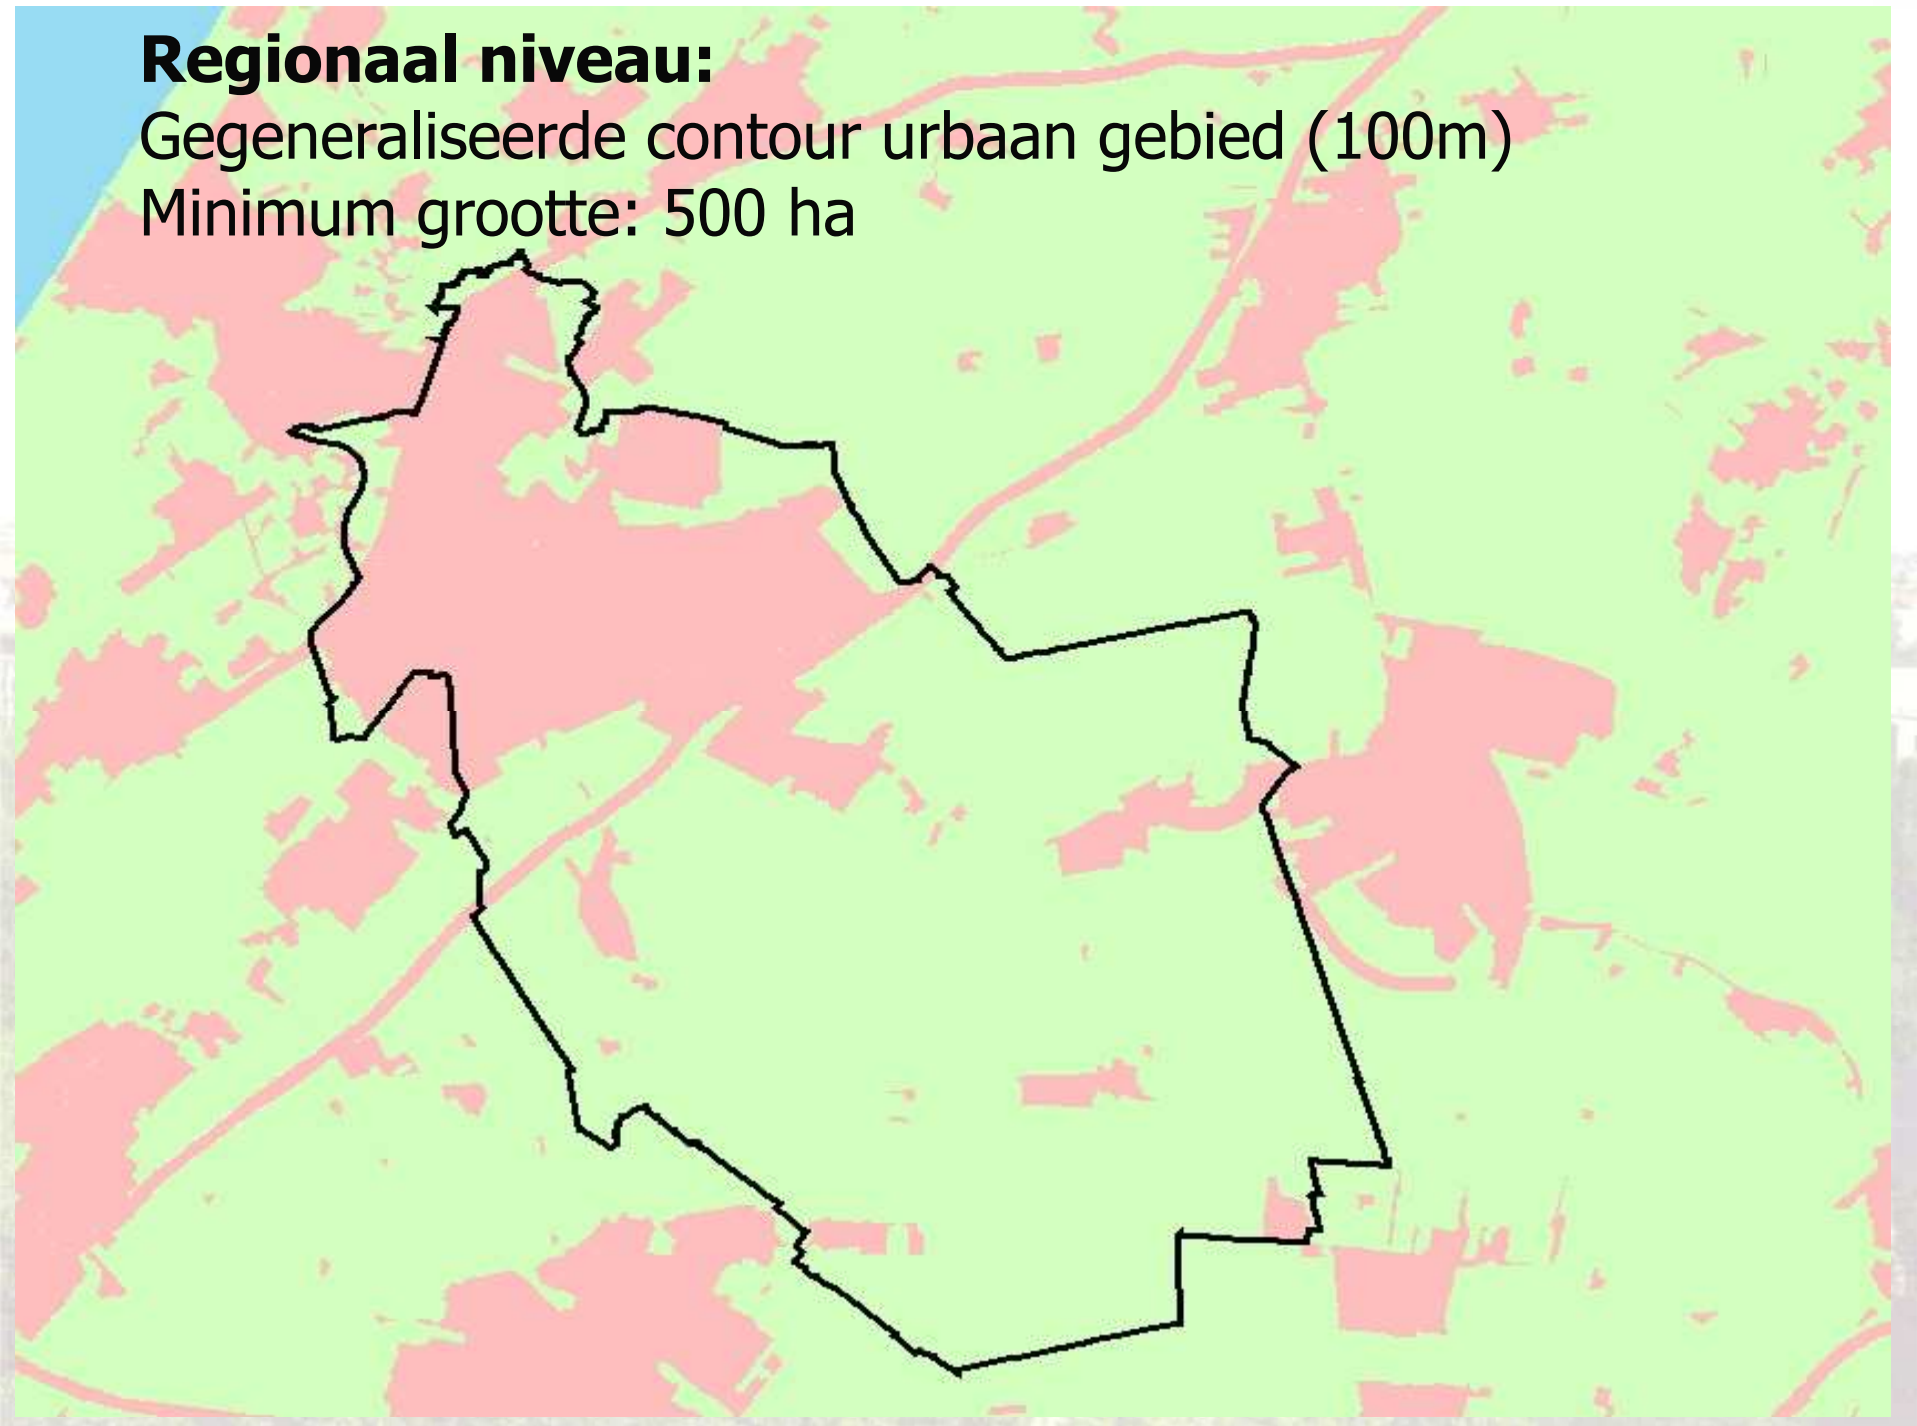 Regionaal niveau:
Gegeneraliseerde contour urbaan gebied (100m)
Minimum grootte: 500 ha